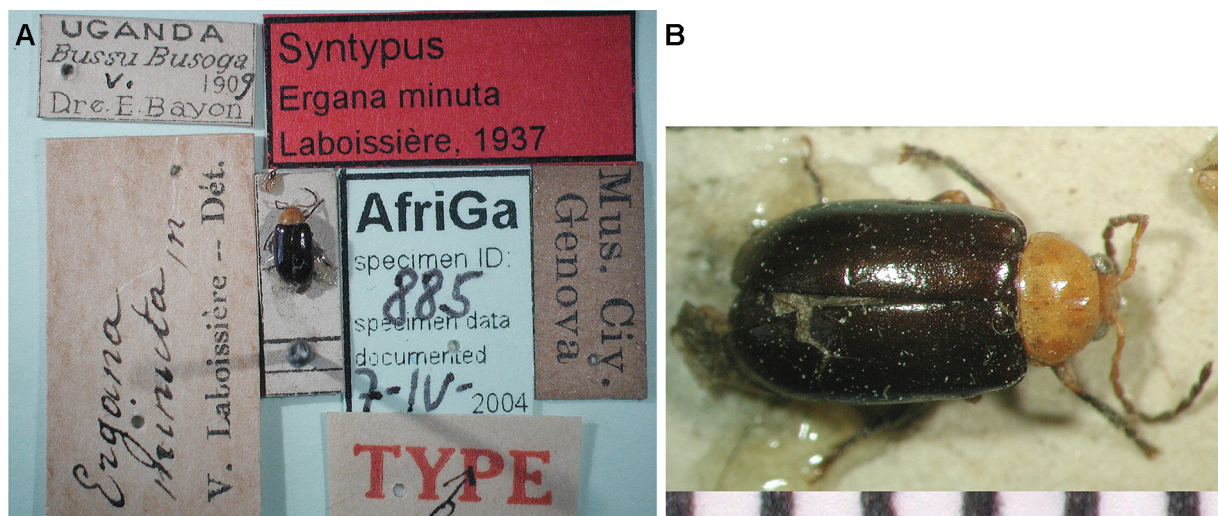 A
UGANDA
Bussu Busoga
v. 1909
Dre. E. Bayon
Syntypus
Ergana minuta
Laboissière, 1937
Ergana
minuta n
V. Laboissière -- Dét.
AfriGa
specimen ID:
885
specimen data
documented
7-IV-2004
Mus. Civ.
Genova
TYPE
B